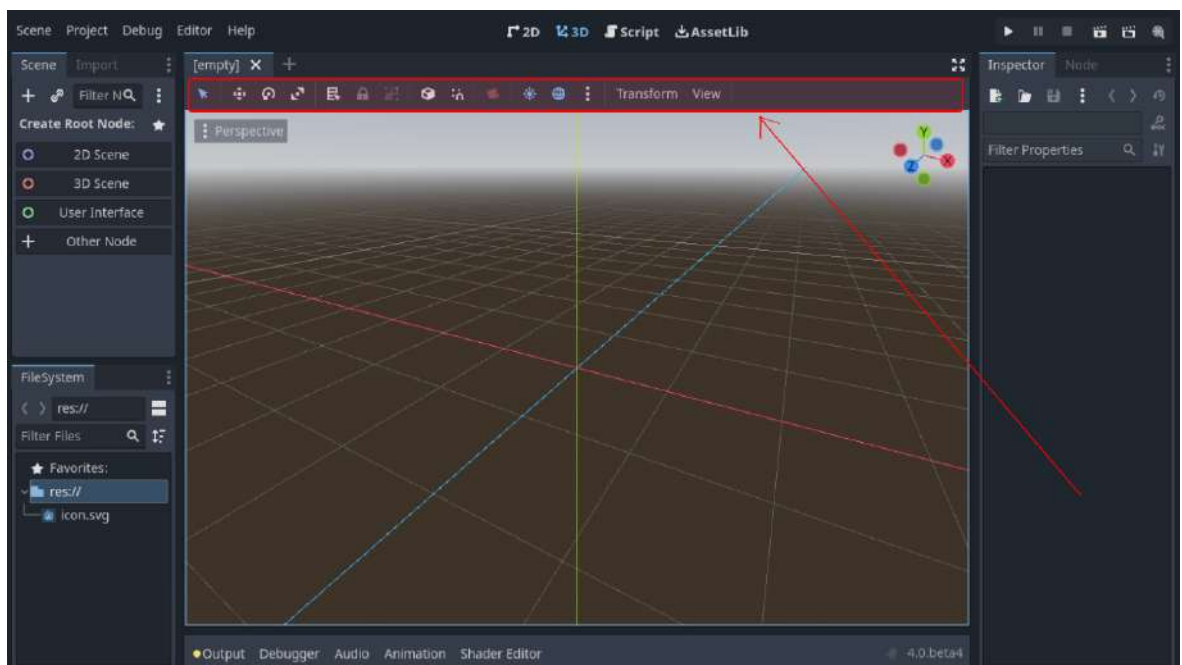 Scene Project Debug Editor Help
2D 3D Script AssetLib
Scene Import
[empty]
Inspector Node
Filter N
Transform View
Create Root Node:
Perspective
Y
X
Z
Filter Properties
2D Scene
3D Scene
User Interface
Other Node
FileSystem
res://
Filter Files
Favorites:
res://
icon.svg
Output Debugger Audio Animation Shader Editor
4.0.beta4